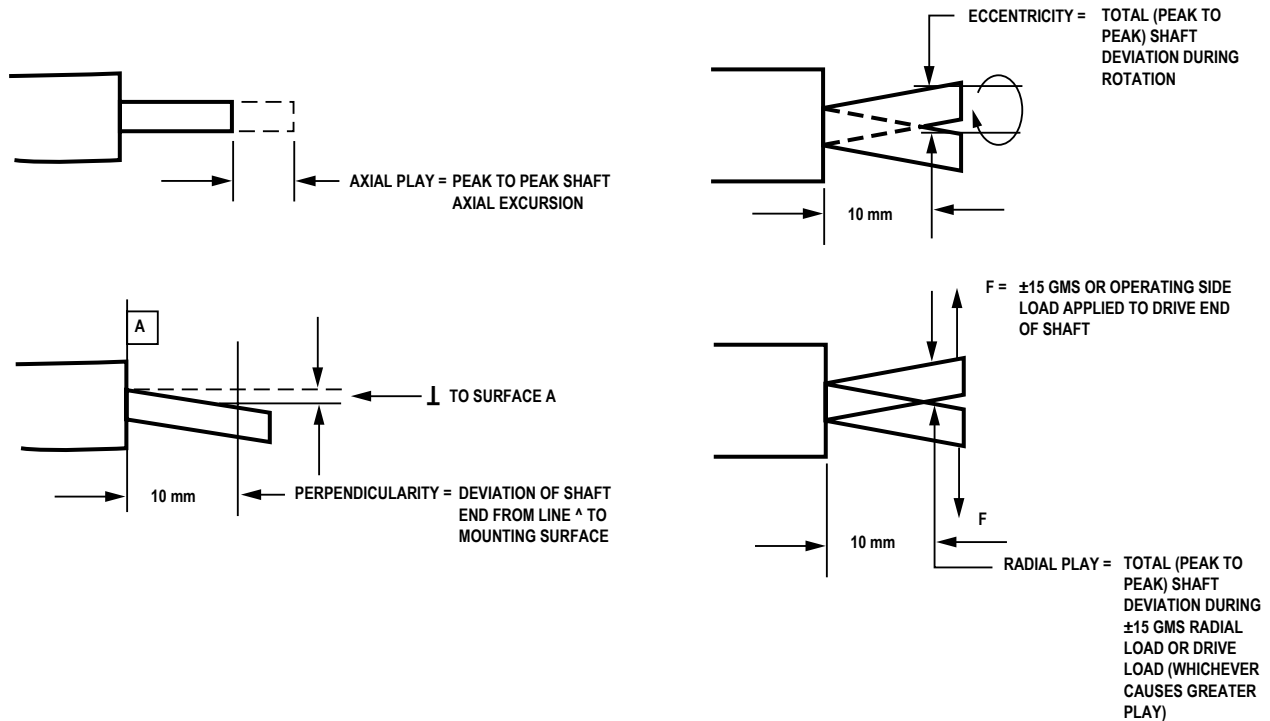 AXIAL PLAY = PEAK TO PEAK SHAFT
AXIAL EXCURSION
ECCENTRICITY = TOTAL (PEAK TO
PEAK) SHAFT
DEVIATION DURING
ROTATION
10 mm
A
⊥ TO SURFACE A
10 mm
PERPENDICULARITY = DEVIATION OF SHAFT
END FROM LINE ^ TO
MOUNTING SURFACE
F = ±15 GMS OR OPERATING SIDE
LOAD APPLIED TO DRIVE END
OF SHAFT
F
10 mm
RADIAL PLAY = TOTAL (PEAK TO
PEAK) SHAFT
DEVIATION DURING
±15 GMS RADIAL
LOAD OR DRIVE
LOAD (WHICHEVER
CAUSES GREATER
PLAY)